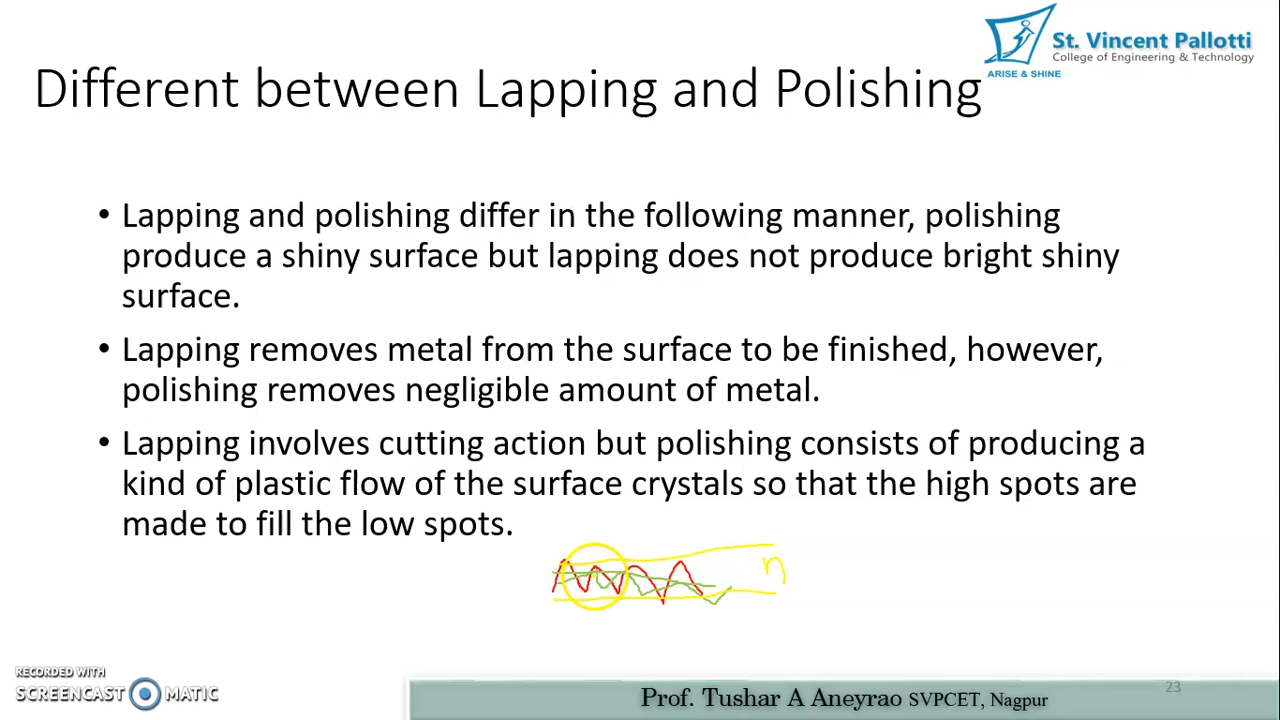 St. Vincent Pallotti
College of Engineering & Technology
ARISE & SHINE
Different between Lapping and Polishing
• Lapping and polishing differ in the following manner, polishing
produce a shiny surface but lapping does not produce bright shiny
surface.
• Lapping removes metal from the surface to be finished, however,
polishing removes negligible amount of metal.
• Lapping involves cutting action but polishing consists of producing a
kind of plastic flow of the surface crystals so that the high spots are
made to fill the low spots.
n
RECORDED WITH
SCREENCAST MATIC
Prof. Tushar A Aneyrao SVPCET, Nagpur
23